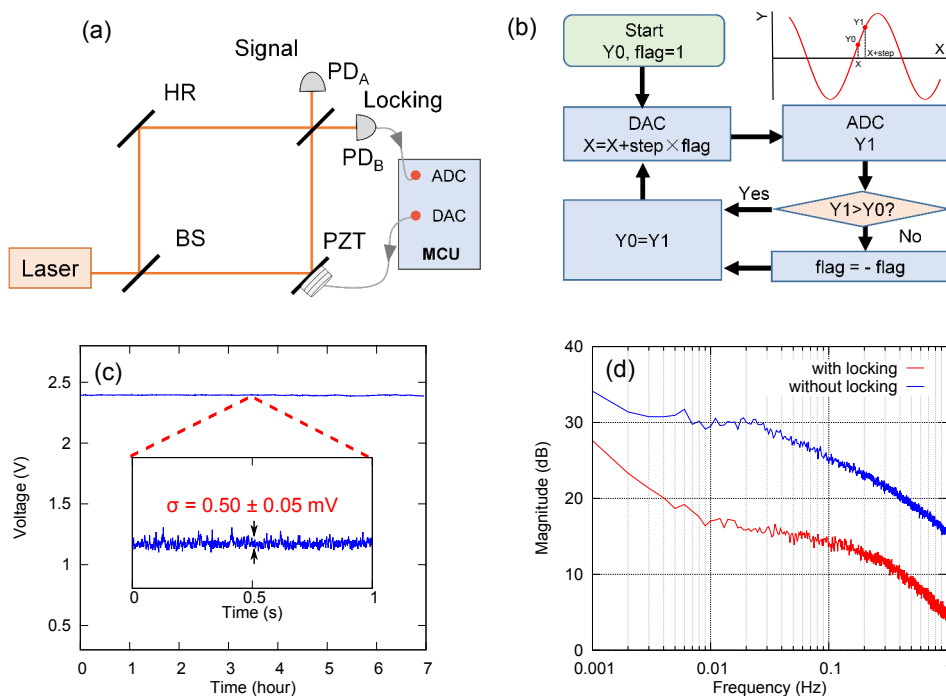 (a)
Signal
PD_A
HR
Locking
PD_B
ADC
DAC
MCU
BS
PZT
Laser
(b)
Start
Y0, flag=1
Y
Y1
Y0
X
X
X+step
DAC
X=X+step×flag
ADC
Y1
Yes
Y1>Y0?
No
Y0=Y1
flag = - flag
(c)
Voltage (V)
2.5
2.0
1.5
1.0
0.5
σ = 0.50 ± 0.05 mV
0
0.5
1
Time (s)
0 1 2 3 4 5 6 7
Time (hour)
(d)
with locking
without locking
Magnitude (dB)
40
30
20
10
0
0.001 0.01 0.1
Frequency (Hz)